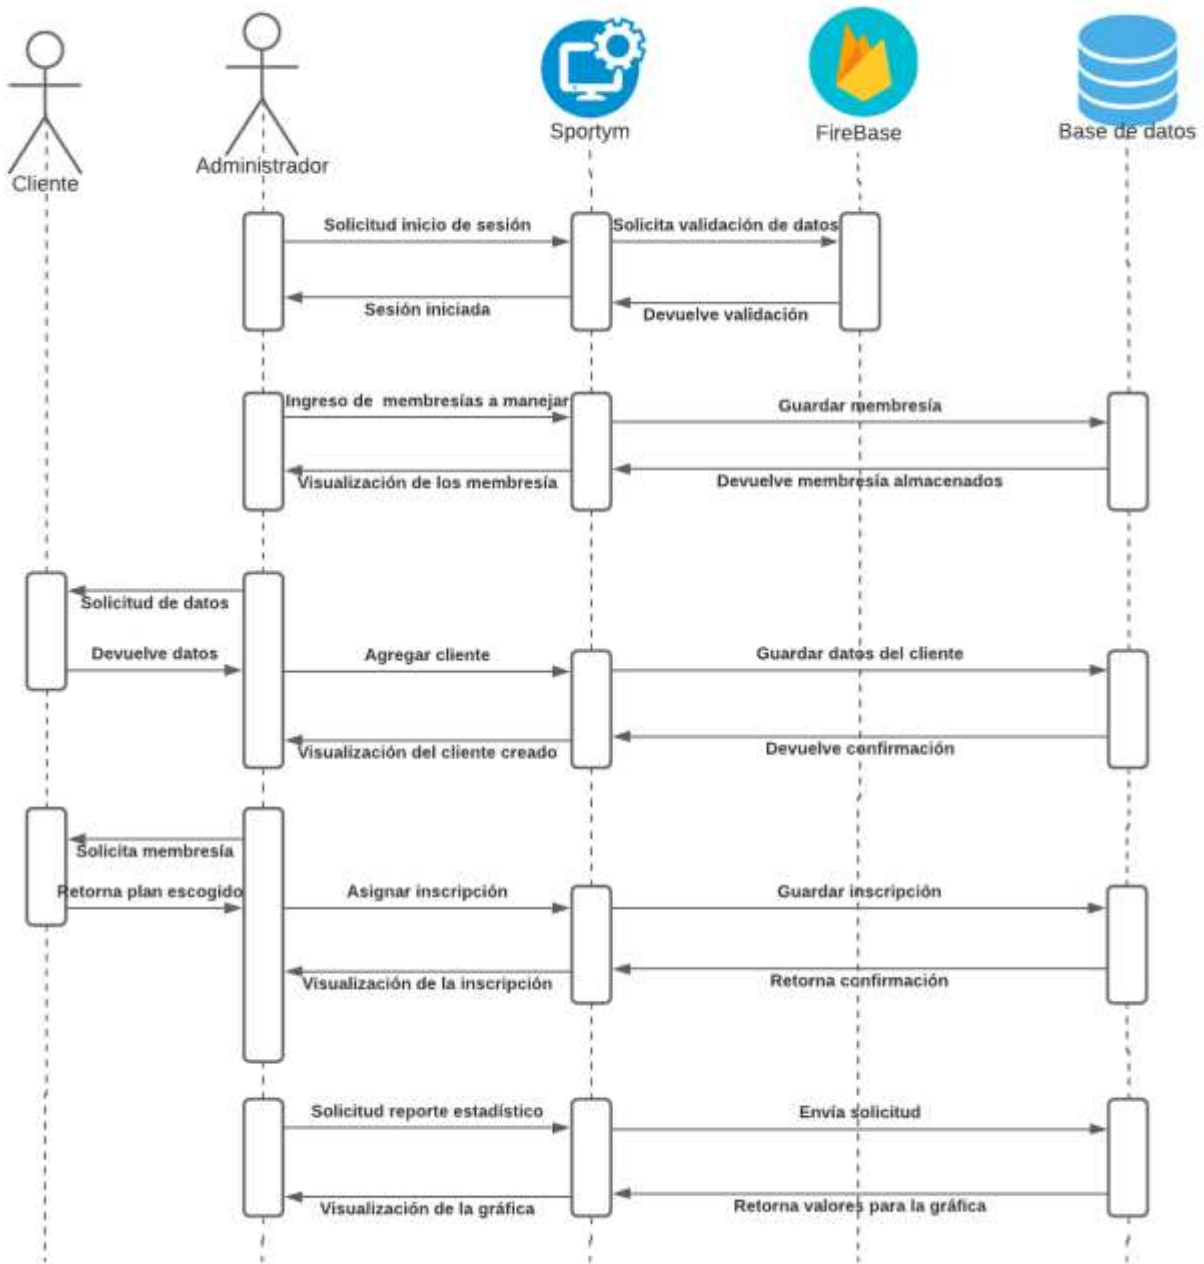 Cliente
Administrador
Sportym
FireBase
Base de datos
Solicitud inicio de sesión
Solicita validación de datos
Sesión iniciada
Devuelve validación
Ingreso de membresías a manejar
Guardar membresía
Visualización de los membresía
Devuelve membresía almacenados
Solicitud de datos
Devuelve datos
Agregar cliente
Guardar datos del cliente
Visualización del cliente creado
Devuelve confirmación
Solicita membresía
Retorna plan escogido
Asignar inscripción
Guardar inscripción
Visualización de la inscripción
Retorna confirmación
Solicitud reporte estadístico
Envía solicitud
Visualización de la gráfica
Retorna valores para la gráfica